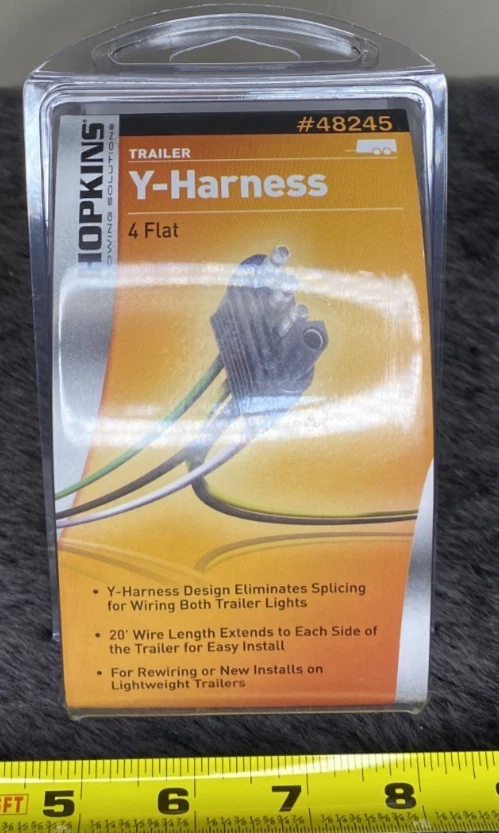 #48245
HOPKINS
TOWING SOLUTIONS
TRAILER
Y-Harness
4 Flat
• Y-Harness Design Eliminates Splicing
for Wiring Both Trailer Lights
• 20' Wire Length Extends to Each Side of
the Trailer for Easy Install
• For Rewiring or New Installs on
Lightweight Trailers
5 6 7 8